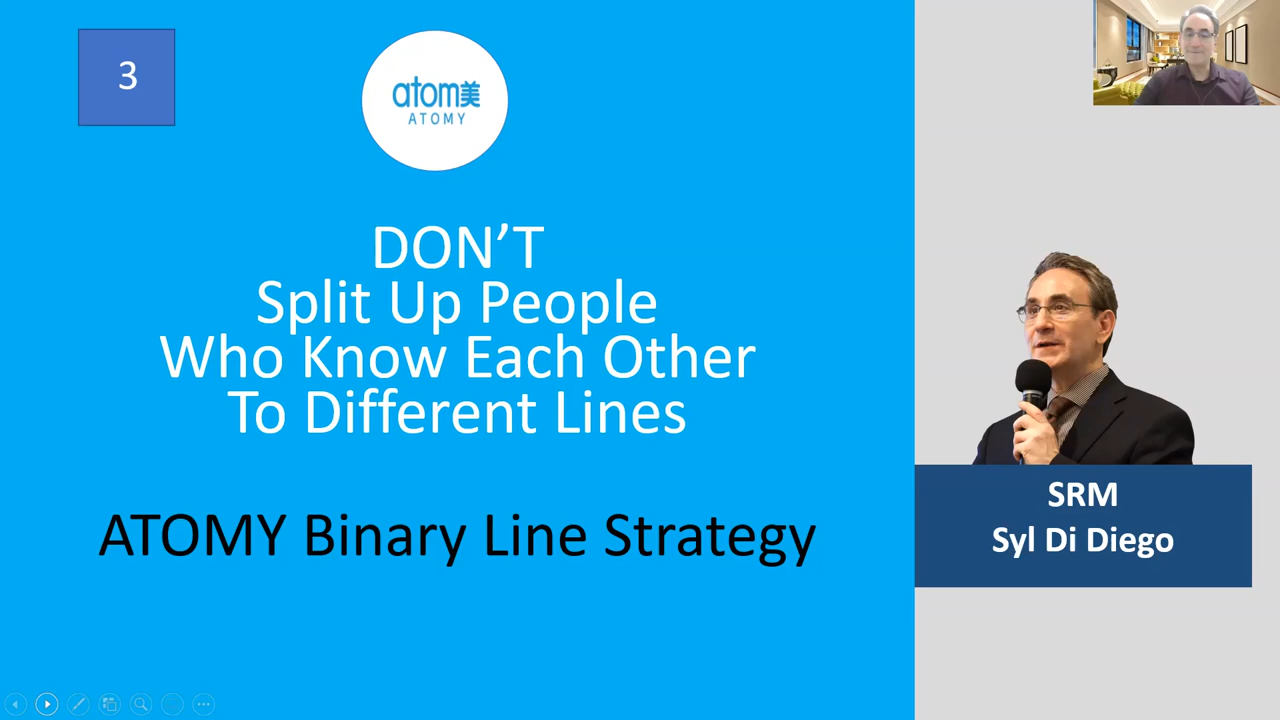 3
atom美
ATOMY
DON’T
Split Up People
Who Know Each Other
To Different Lines
ATOMY Binary Line Strategy
SRM
Syl Di Diego